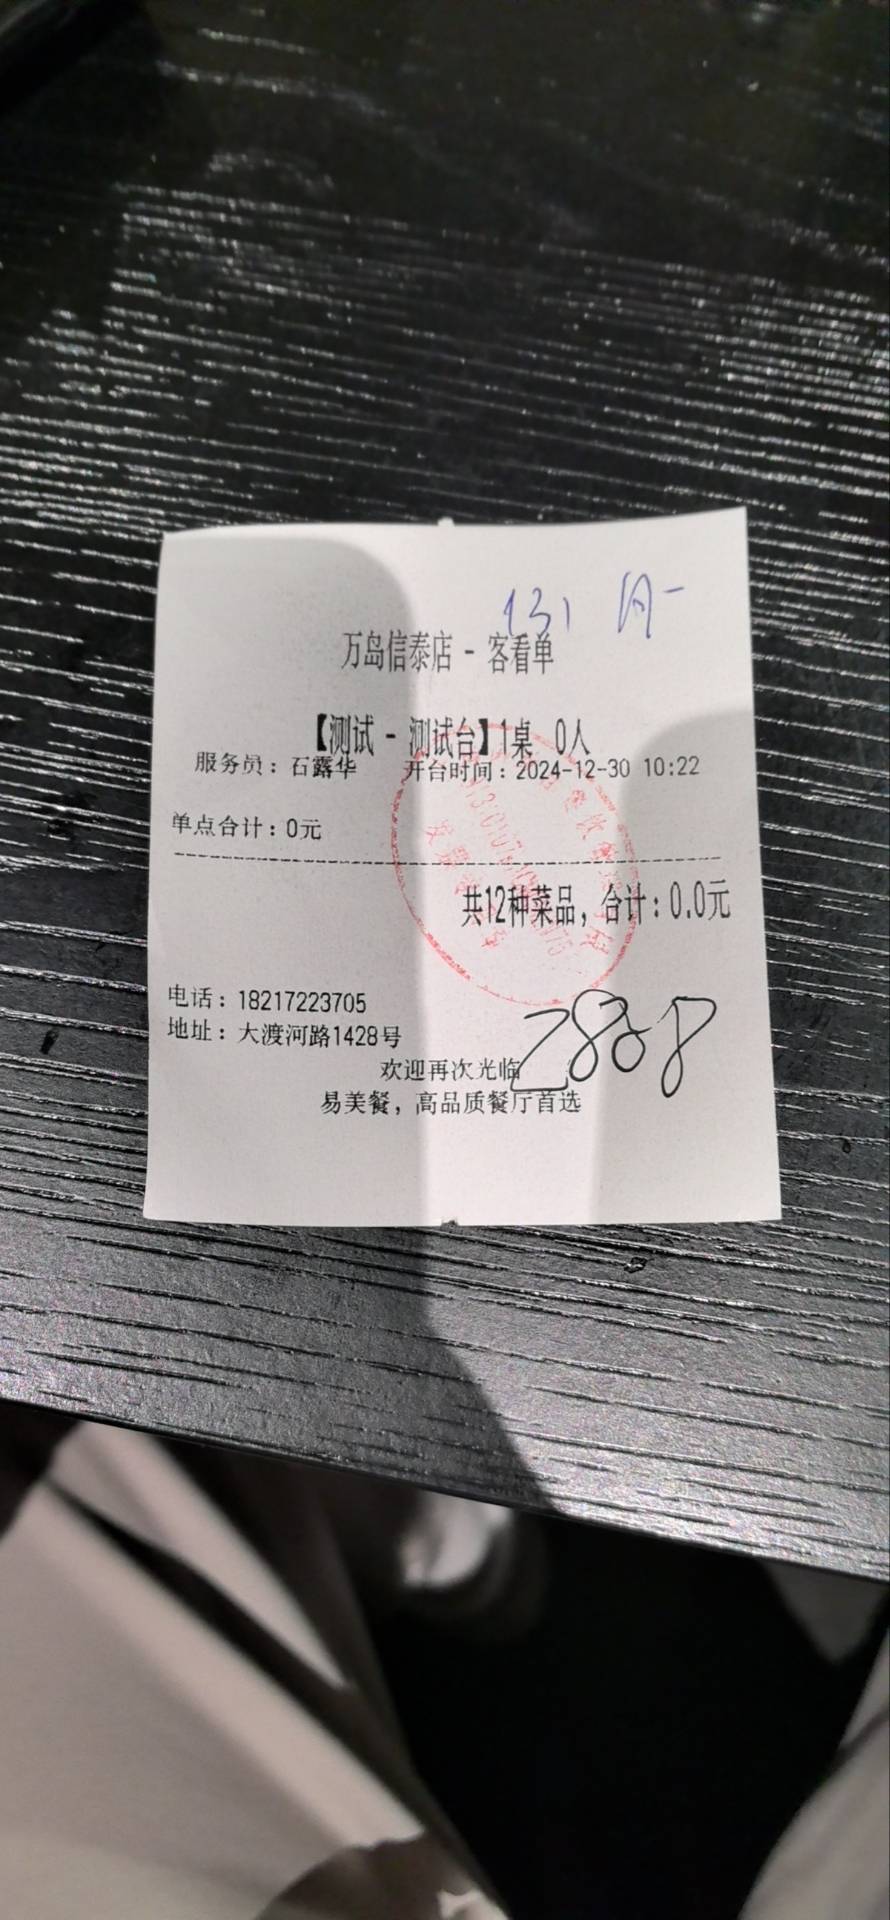 131
万岛信泰店 - 客看单
【测试 - 测试台】1桌 0人
服务员：石露华 开台时间：2024-12-30 10:22
单点合计：0元
共12种菜品，合计：0.0元
电话：18217223705
地址：大渡河路1428号
欢迎再次光临
易美餐，高品质餐厅首选